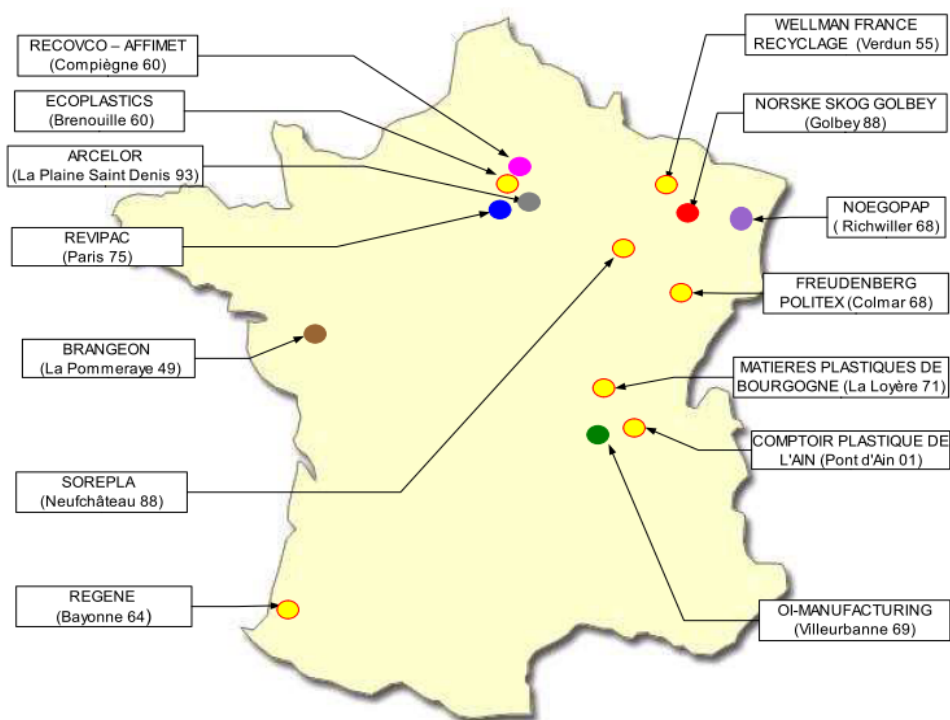 RECOVCO – AFFIMET
(Compiègne 60)
ECOPLASTICS
(Brenouille 60)
ARCELOR
(La Plaine Saint Denis 93)
REVIPAC
(Paris 75)
BRANGEON
(La Pommeraye 49)
SOREPLA
(Neufchâteau 88)
REGENE
(Bayonne 64)
WELLMAN FRANCE
RECYCLAGE (Verdun 55)
NORSKE SKOG GOLBEY
(Golbey 88)
NOEGOPAP
( Richwiller 68)
FREUDENBERG
POLITEX (Colmar 68)
MATIERES PLASTIQUES DE
BOURGOGNE (La Loyère 71)
COMPTOIR PLASTIQUE DE
L'AIN (Pont d'Ain 01)
OI-MANUFACTURING
(Villeurbanne 69)